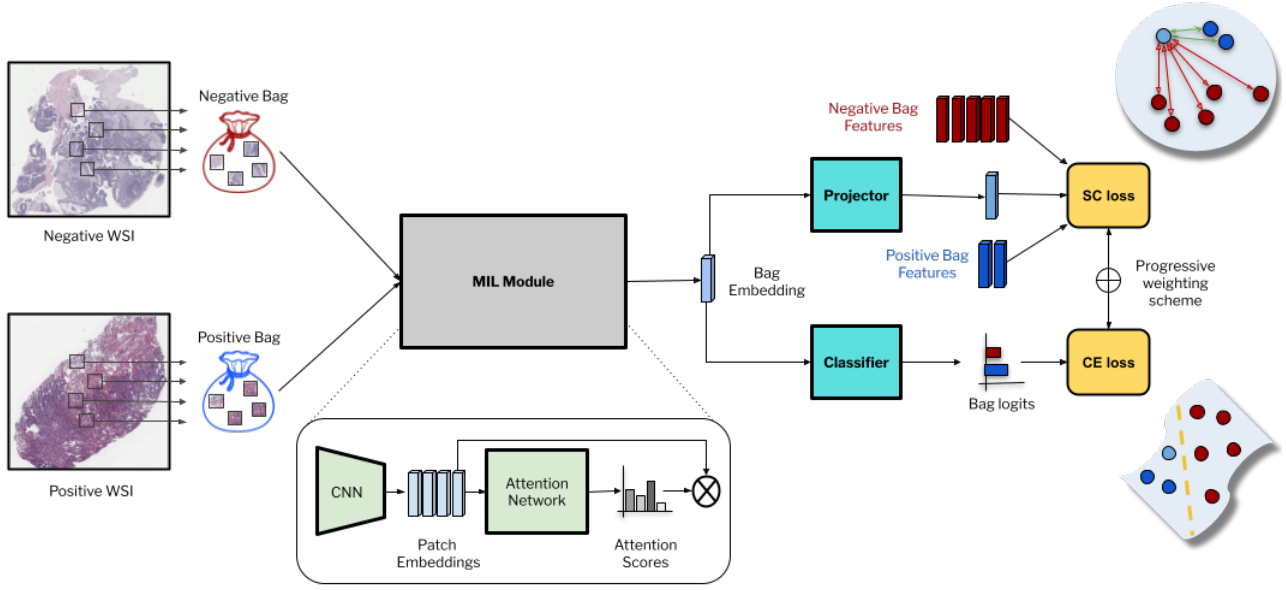 Negative WSI
Negative Bag
Positive WSI
Positive Bag
MIL Module
CNN
Patch
Embeddings
Attention
Network
Attention
Scores
Bag
Embedding
Projector
Negative Bag
Features
Positive Bag
Features
SC loss
Progressive
weighting
scheme
Classifier
Bag logits
CE loss